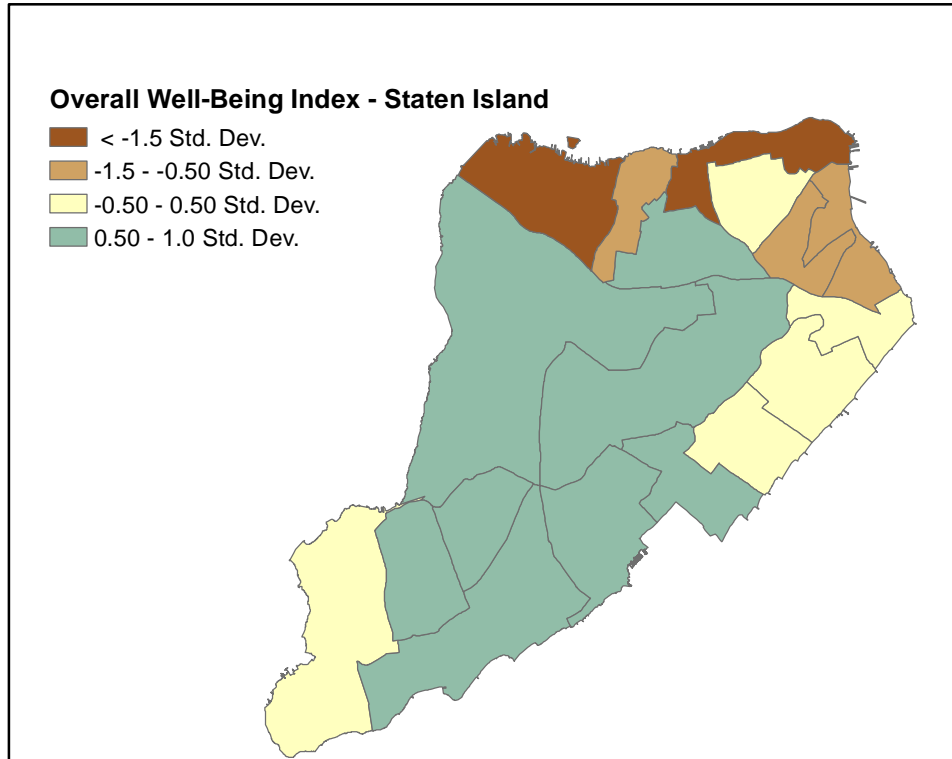 Overall Well-Being Index - Staten Island
< -1.5 Std. Dev.
-1.5 - -0.50 Std. Dev.
-0.50 - 0.50 Std. Dev.
0.50 - 1.0 Std. Dev.